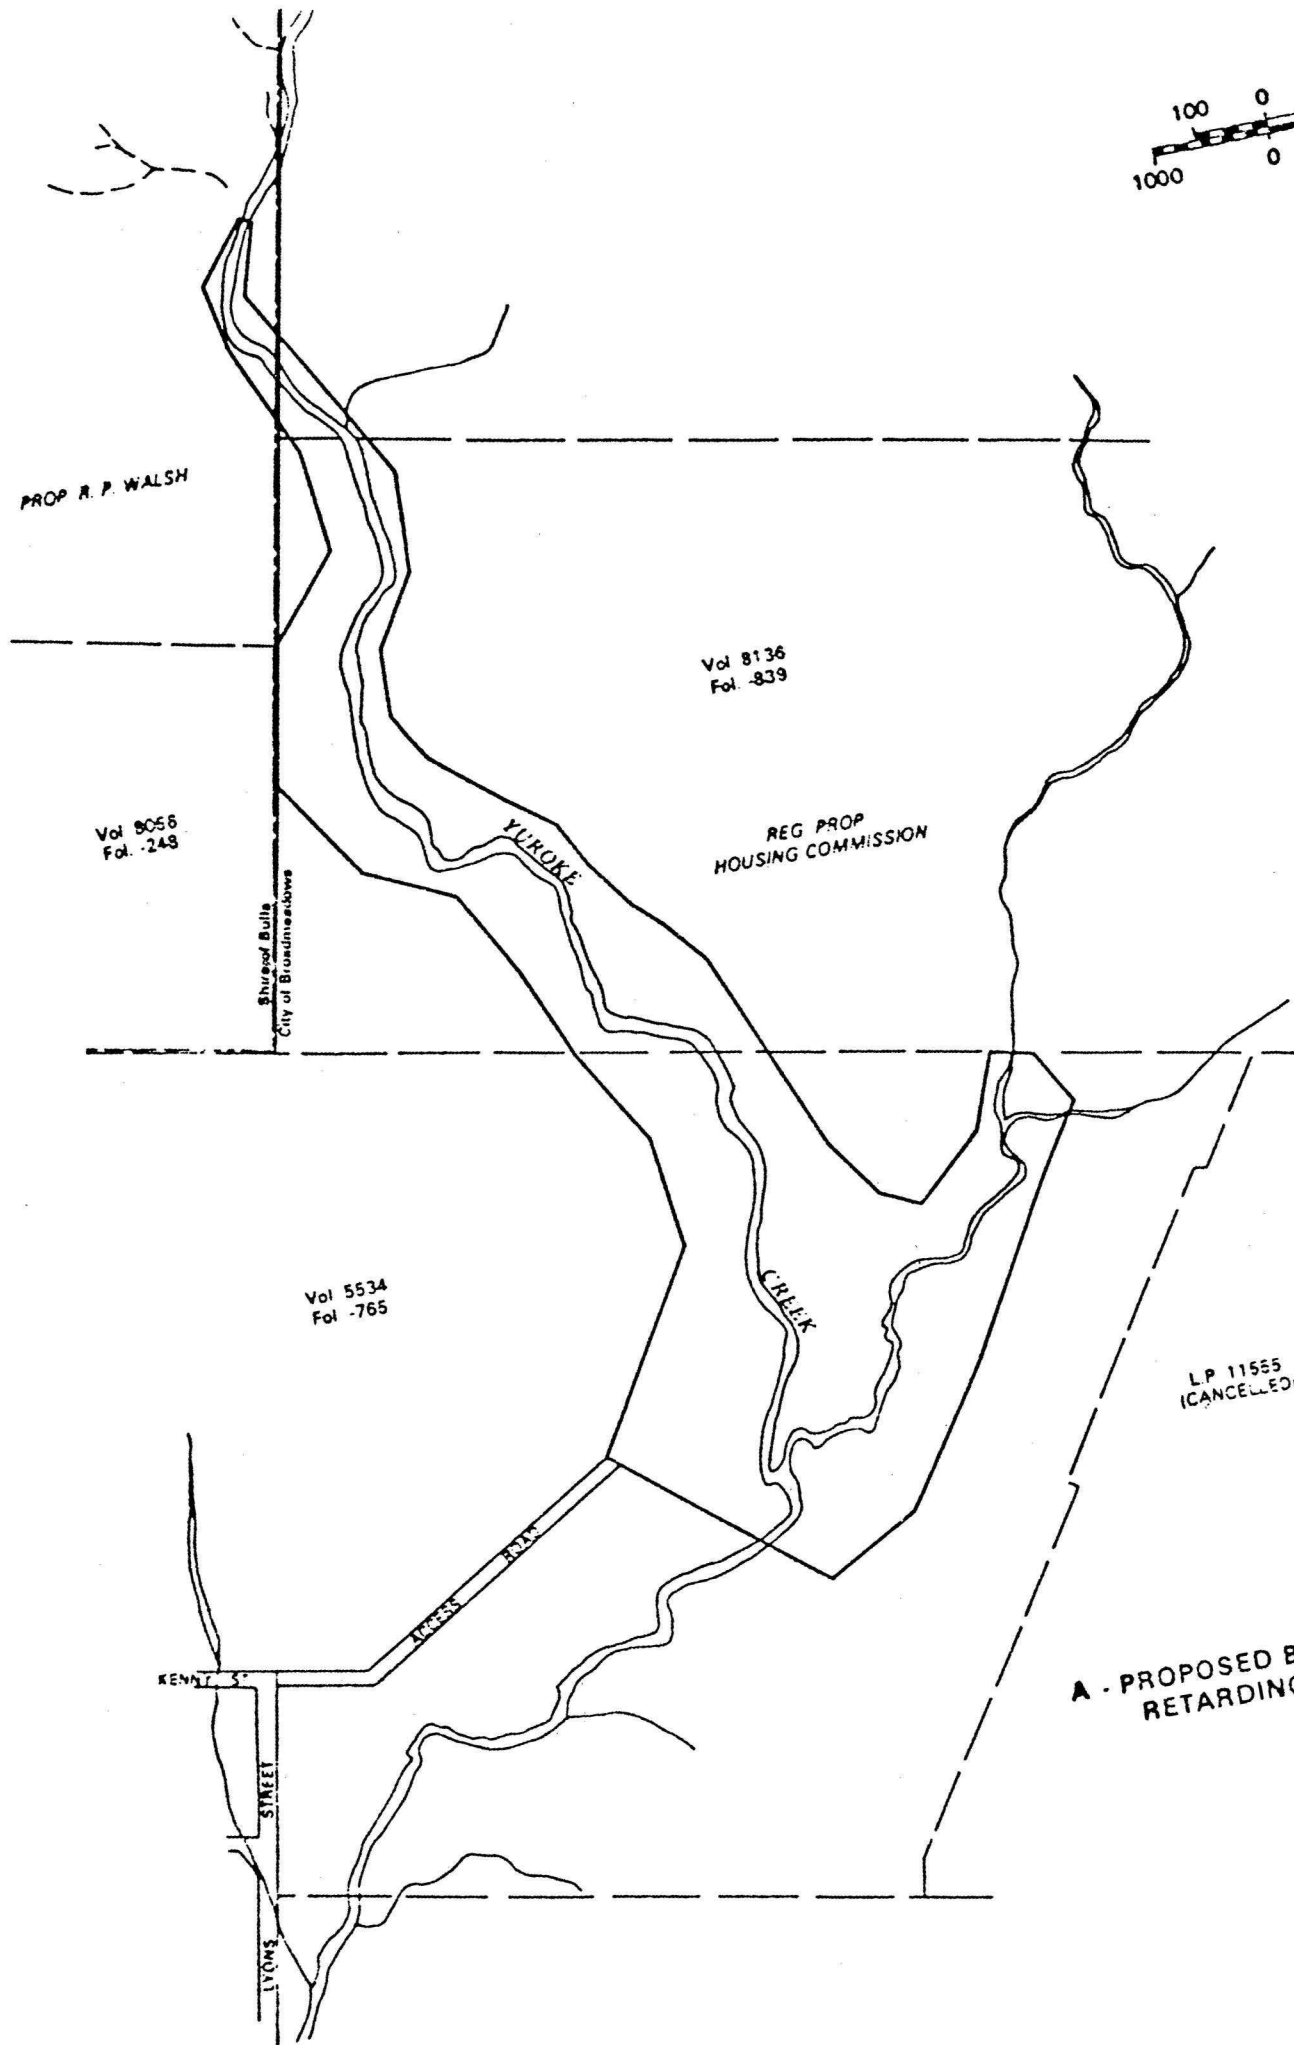 100 0
1000 0
PROP R. P. WALSH
Vol 8136
Fol. -839
Vol 8056
Fol. -248
YUROKE
REG PROP
HOUSING COMMISSION
Shire of Bulla
City of Broadmeadows
Vol 5534
Fol -765
CREEK
L.P 11555
(CANCELLED)
ACCESS
KENNY ST
A - PROPOSED B
RETARDING
STREET
LYONS